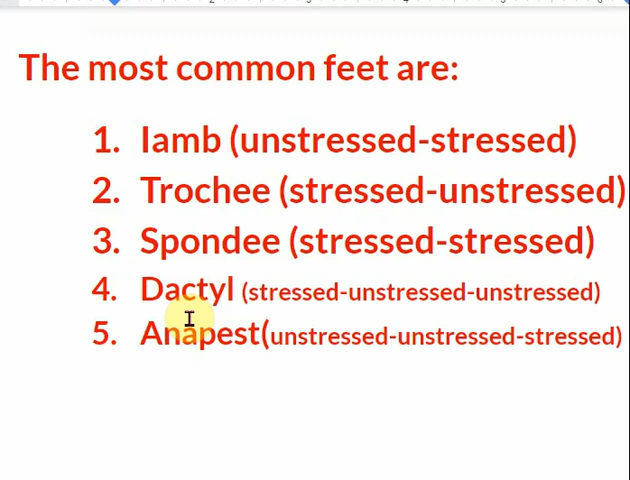 The most common feet are:
1. Iamb (unstressed-stressed)
2. Trochee (stressed-unstressed)
3. Spondee (stressed-stressed)
4. Dactyl (stressed-unstressed-unstressed)
5. Anapest(unstressed-unstressed-stressed)